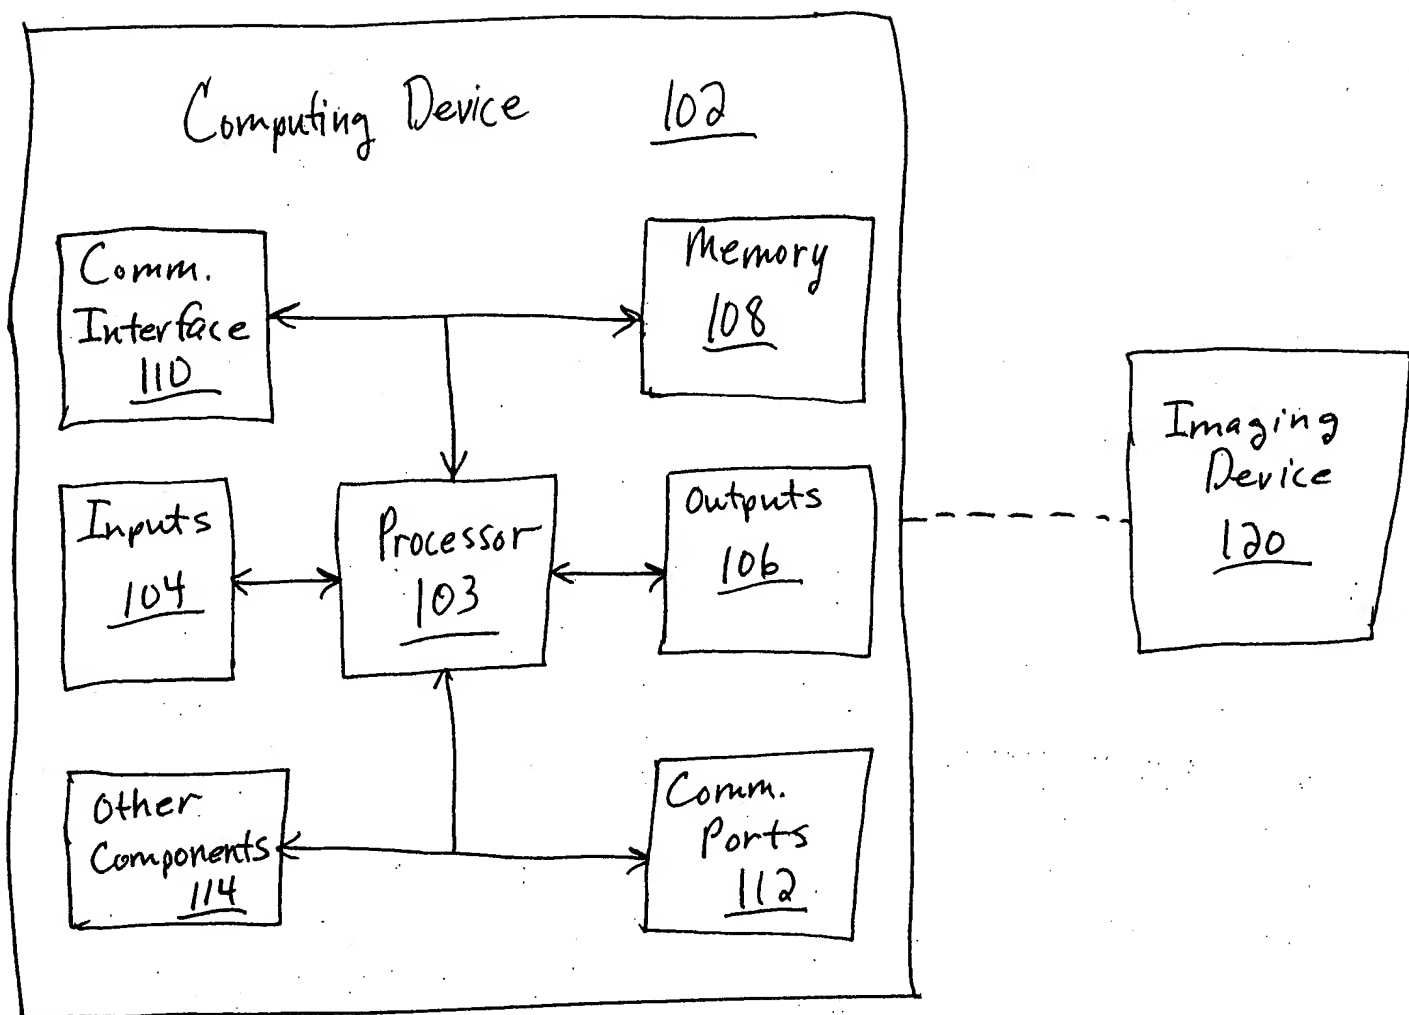 Computing Device 102
Comm.
Interface
110
Memory
108
Inputs
104
Processor
103
Outputs
106
Imaging
Device
120
Other
Components
114
Comm.
Ports
112